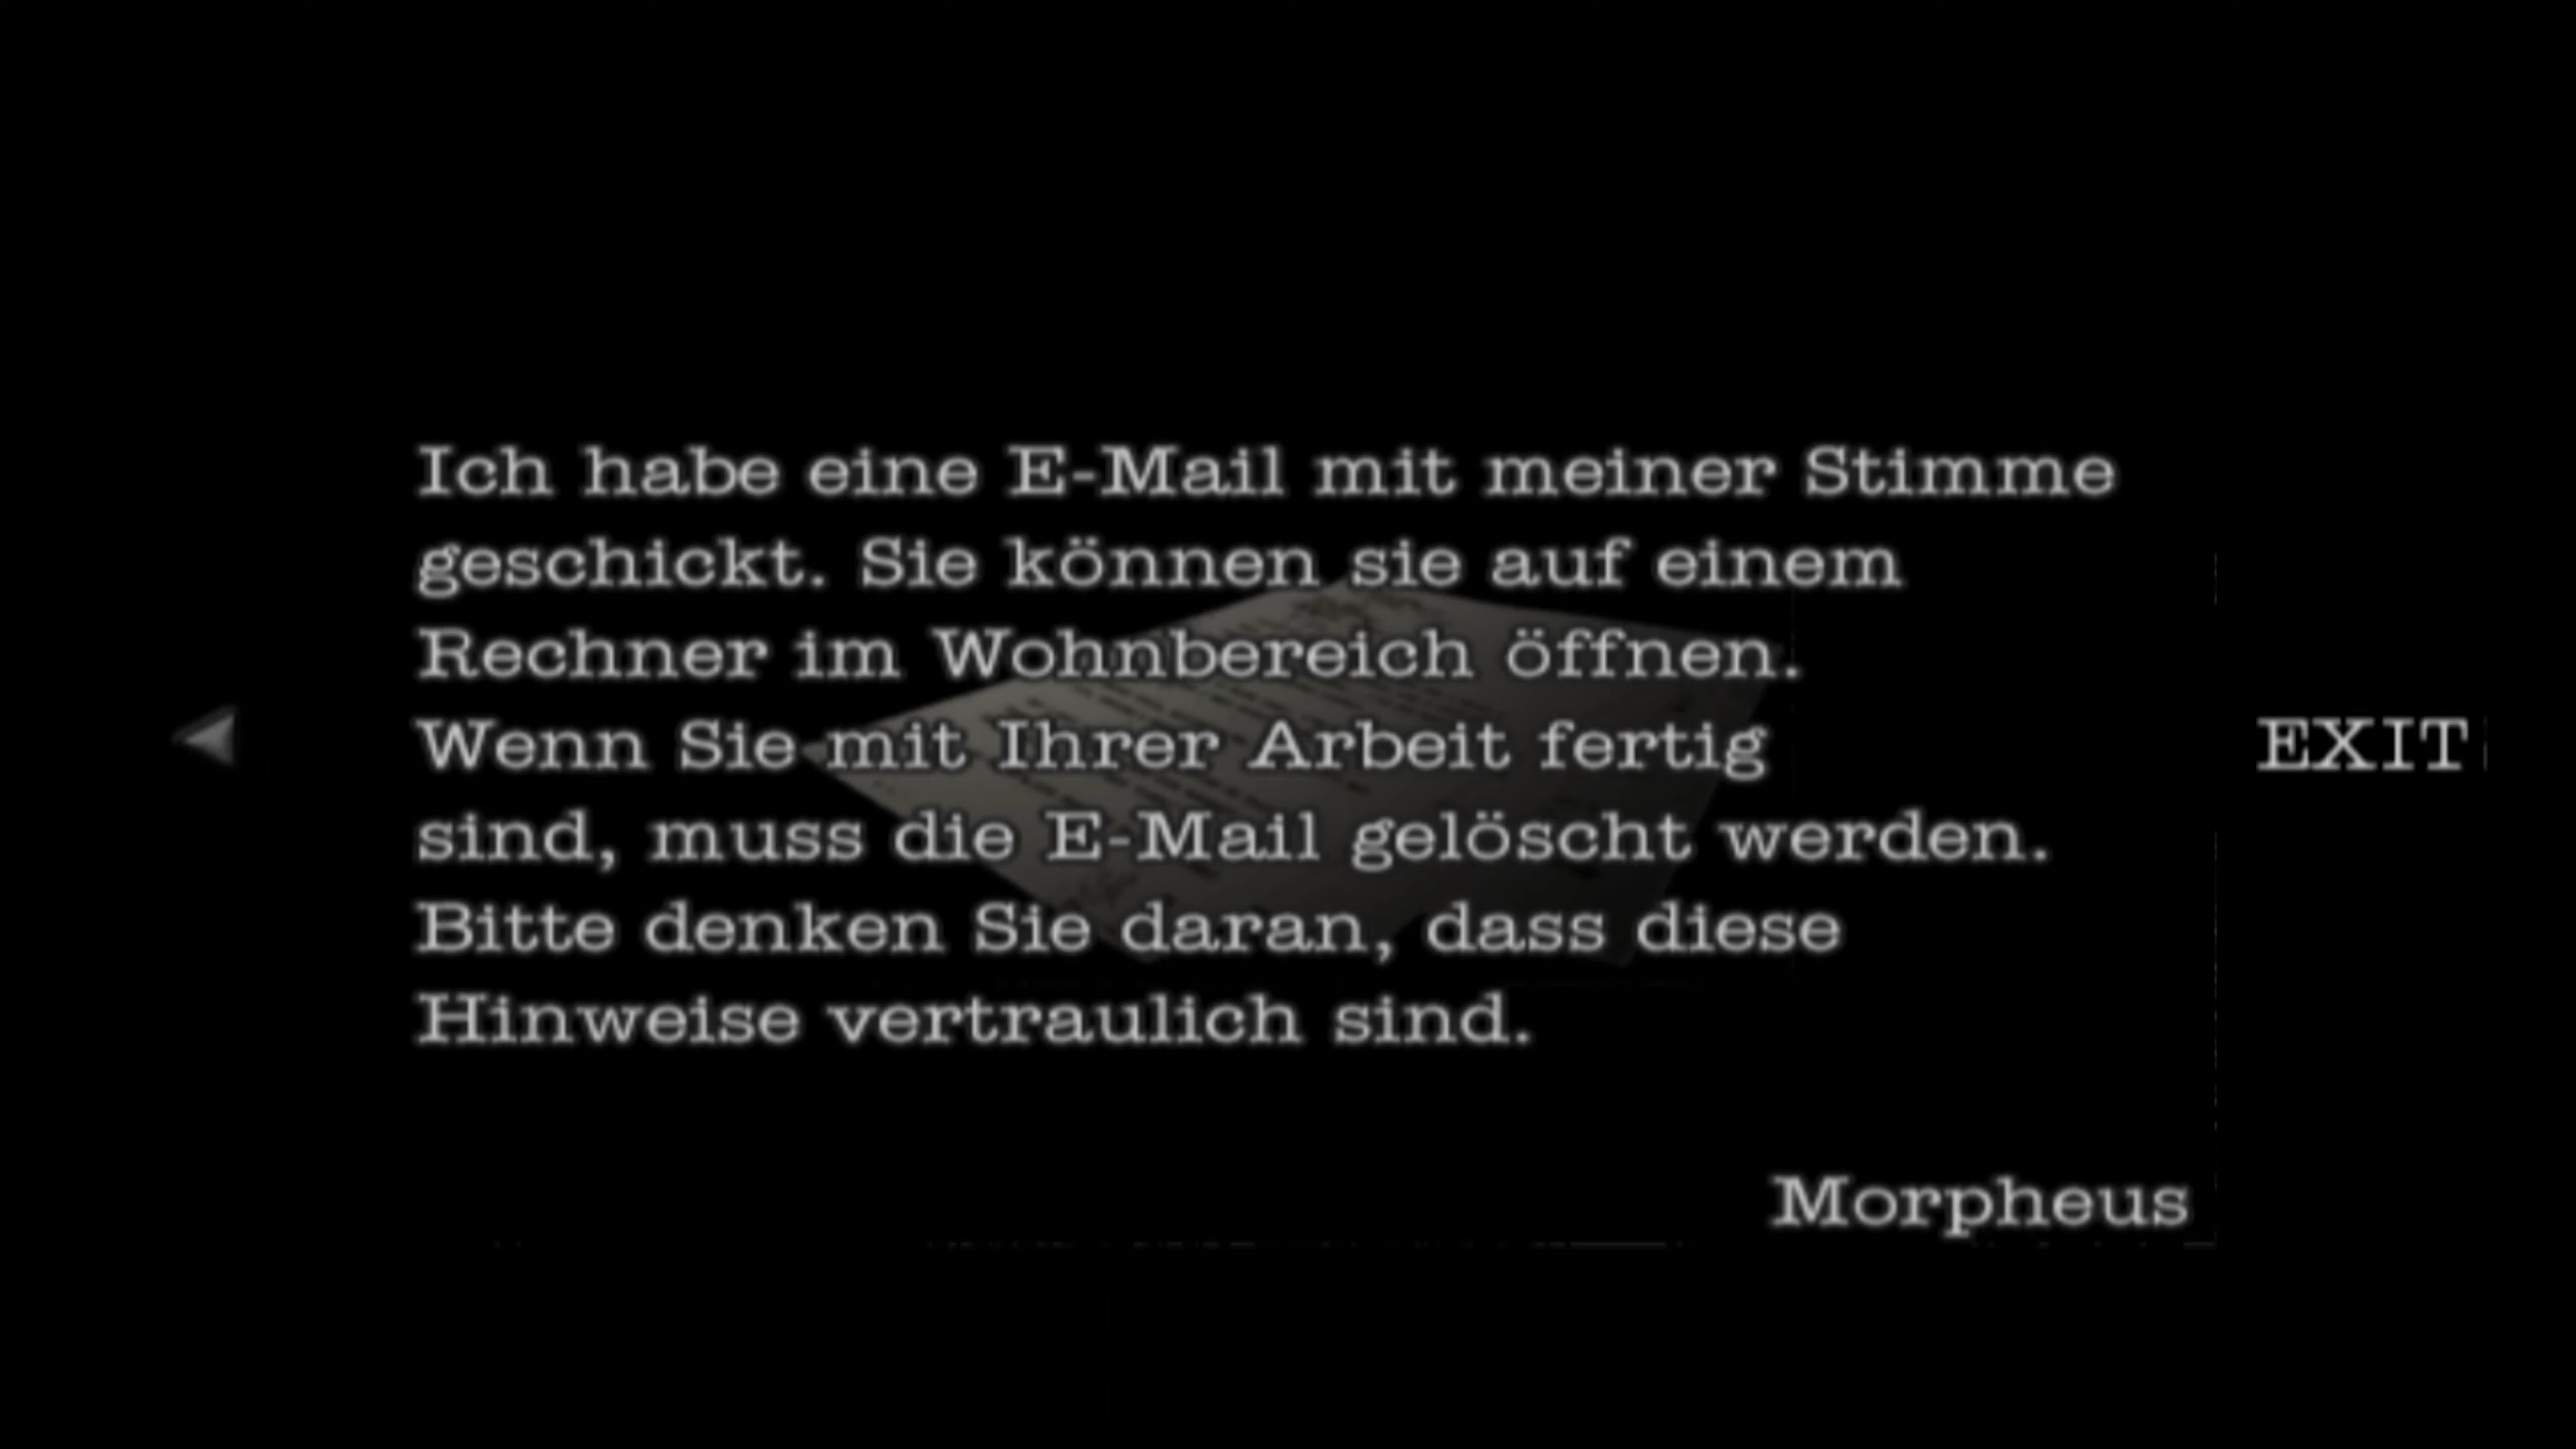 Ich habe eine E-Mail mit meiner Stimme
geschickt. Sie können sie auf einem
Rechner im Wohnbereich öffnen.
Wenn Sie mit Ihrer Arbeit fertig
sind, muss die E-Mail gelöscht werden.
Bitte denken Sie daran, dass diese
Hinweise vertraulich sind.
Morpheus
EXIT